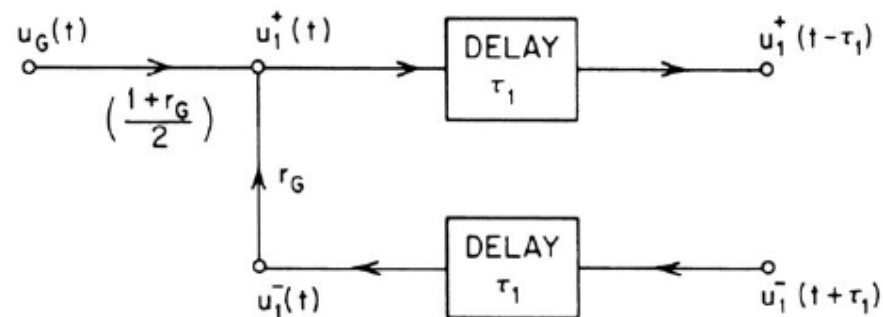 u_G(t)
u_1^+(t)
DELAY
τ_1
u_1^+(t-τ_1)
(1+r_G/2)
r_G
DELAY
τ_1
u_1^-(t)
u_1^-(t+τ_1)